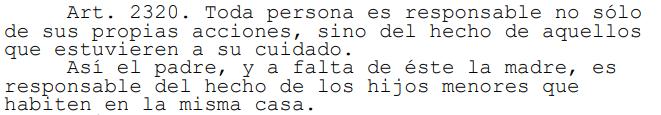 Art. 2320. Toda persona es responsable no sólo
de sus propias acciones, sino del hecho de aquellos
que estuvieren a su cuidado.
Así el padre, y a falta de éste la madre, es
responsable del hecho de los hijos menores que
habiten en la misma casa.